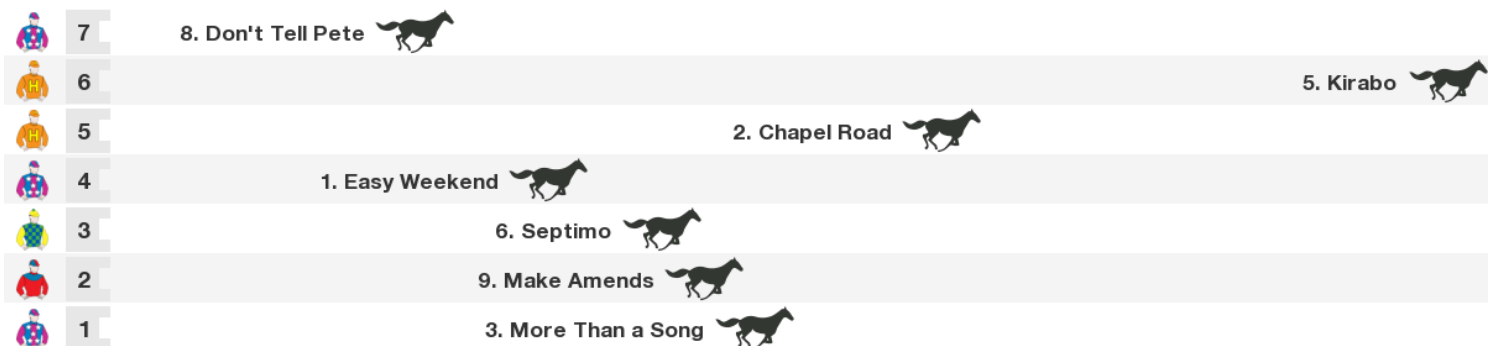 7 8. Don't Tell Pete
H 6 5. Kirabo
H 5 2. Chapel Road
4 1. Easy Weekend
3 6. Septimo
2 9. Make Amends
1 3. More Than a Song